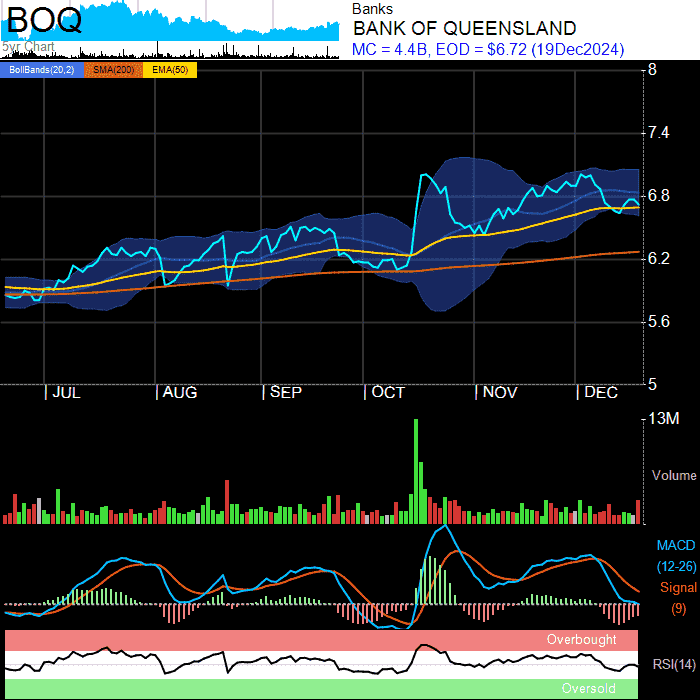 BOQ
5yr Chart
Banks
BANK OF QUEENSLAND
MC = 4.4B, EOD = $6.72 (19Dec2024)
BollBands(20,2) SMA(200) EMA(50)
8
7.4
6.8
6.2
5.6
5
| JUL | AUG | SEP | OCT | NOV | DEC
13M
Volume
MACD
(12-26)
Signal
(9)
Overbought
RSI(14)
Oversold